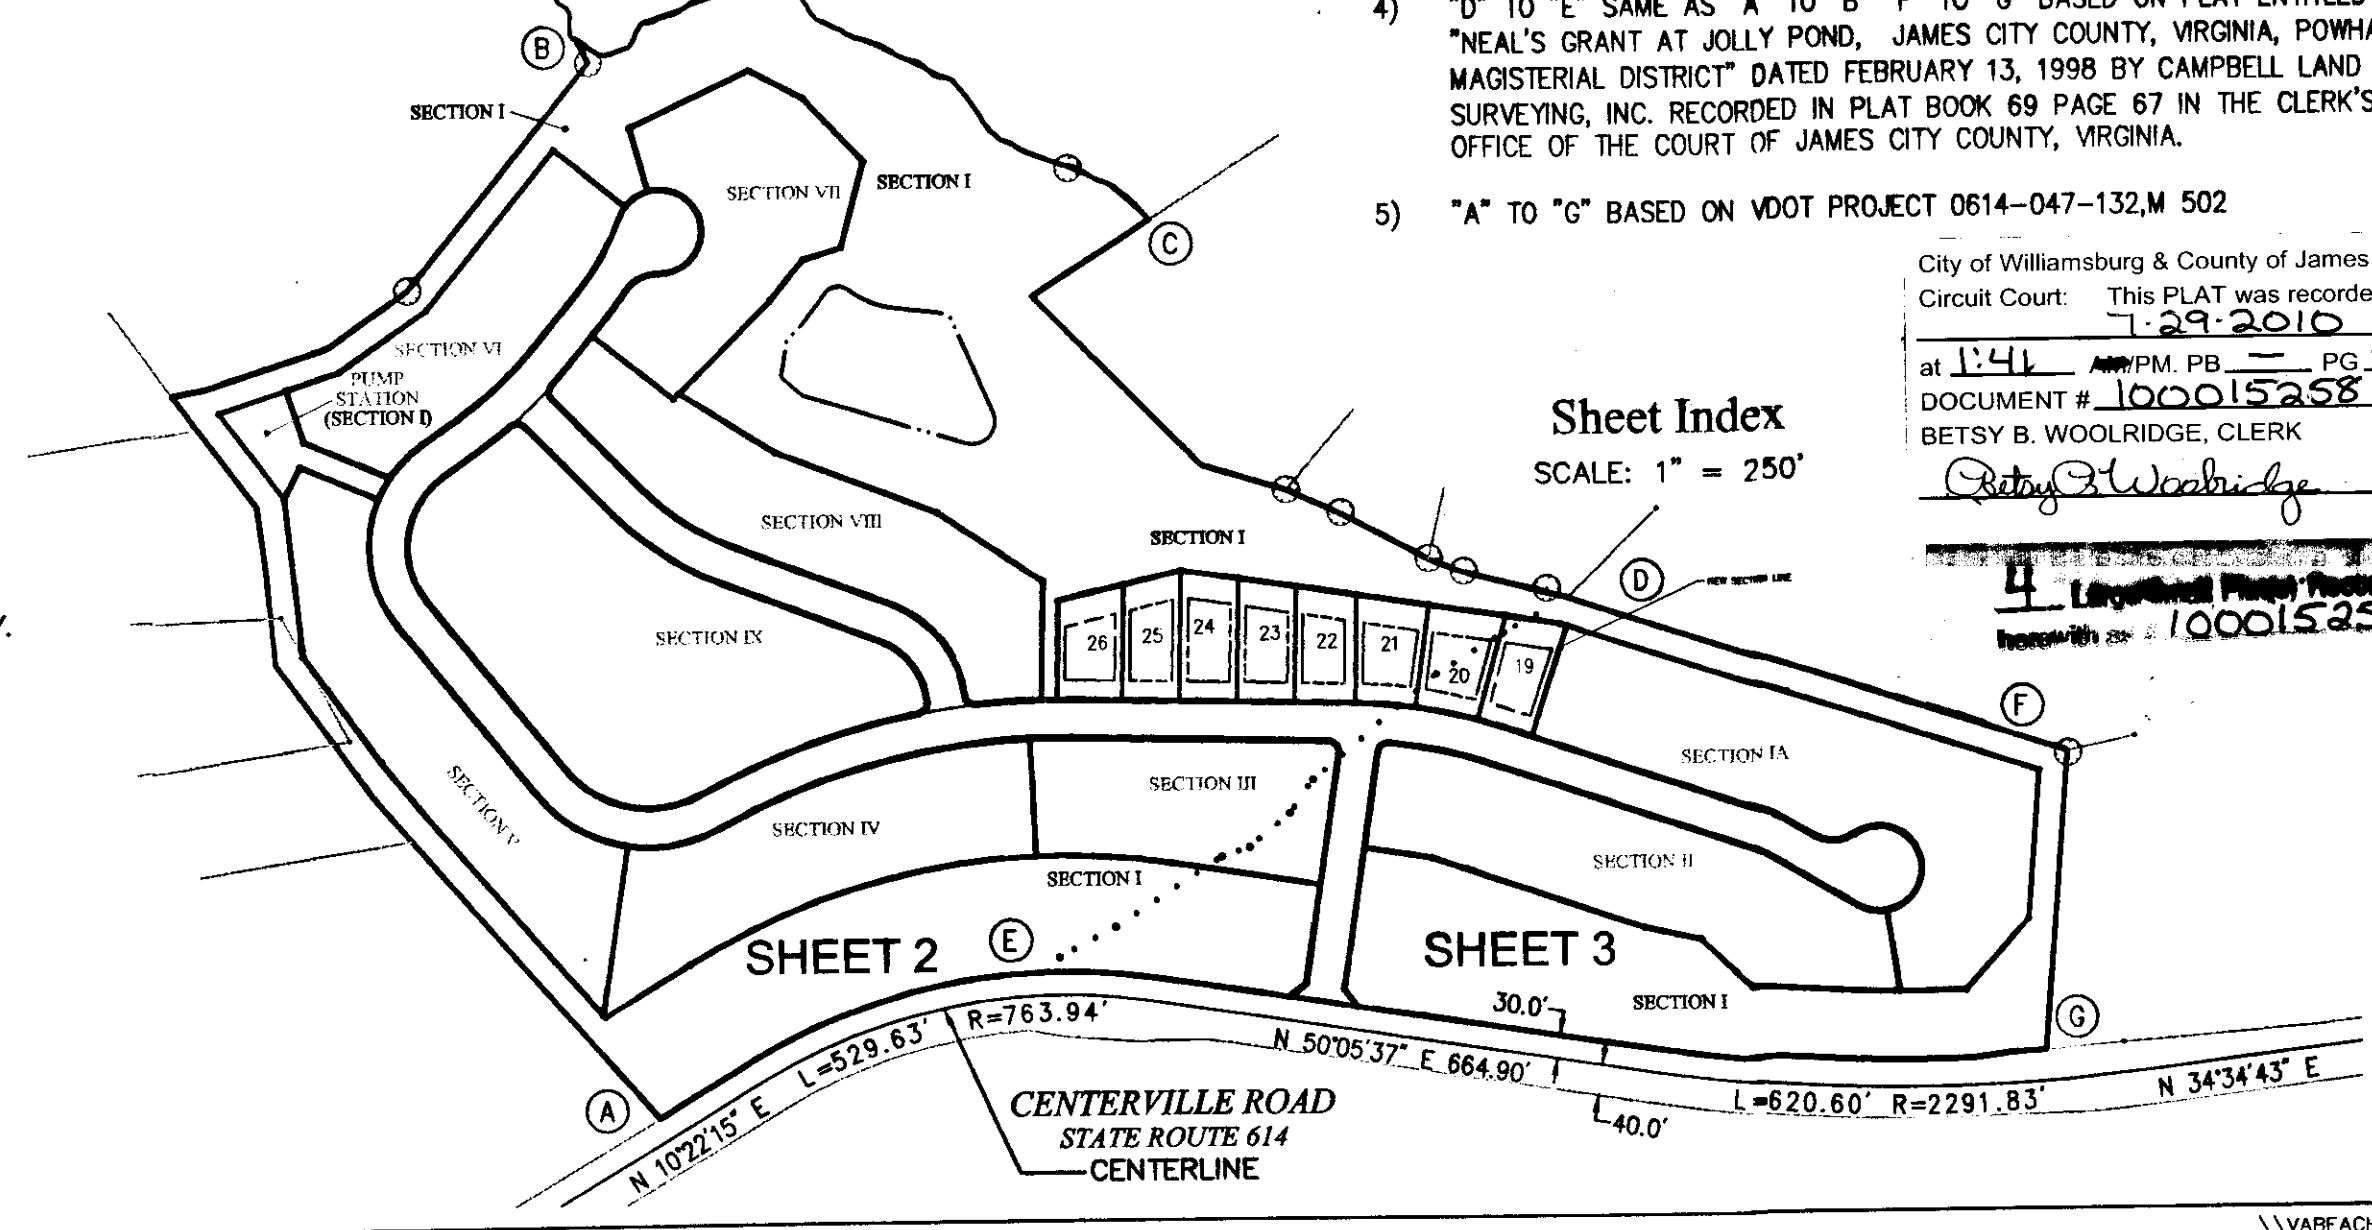 4) "D" TO "E" SAME AS "A" TO "B" "F" TO "G" BASED ON PLAT ENTITLED
"NEAL'S GRANT AT JOLLY POND, JAMES CITY COUNTY, VIRGINIA,
MAGISTERIAL DISTRICT" DATED FEBRUARY 13, 1998 BY CAMPBELL LAND
SURVEYING, INC. RECORDED IN PLAT BOOK 69 PAGE 67 IN THE CLERK'S
OFFICE OF THE COURT OF JAMES CITY COUNTY, VIRGINIA.
5) "A" TO "G" BASED ON VDOT PROJECT 0614-047-132,M 502
City of Williamsburg & County of James
Circuit Court: This PLAT was
7-29-2010
at 1:41 AM/PM. PB — PG
DOCUMENT # 100015258
BETSY B. WOOLRIDGE, CLERK
Betsy B Woolridge
4
herewith as
Sheet Index
SCALE: 1" = 250'
B
SECTION I
SECTION VII
SECTION I
C
SECTION VI
PUMP
STATION
(SECTION I)
SECTION VIII
SECTION I
D
NEW SECTION LINE
SECTION IX
26
25
24
23
22
21
20
19
F
SECTION IA
SECTION III
SECTION V
SECTION IV
SECTION II
SECTION I
E
SHEET 2
SHEET 3
30.0'
SECTION I
G
L=529.63'
R=763.94'
N 50°05'37" E 664.90'
L=620.60' R=2291.83'
N 34°34'43" E
40.0'
A
N 10°22'15" E
CENTERVILLE ROAD
STATE ROUTE 614
CENTERLINE